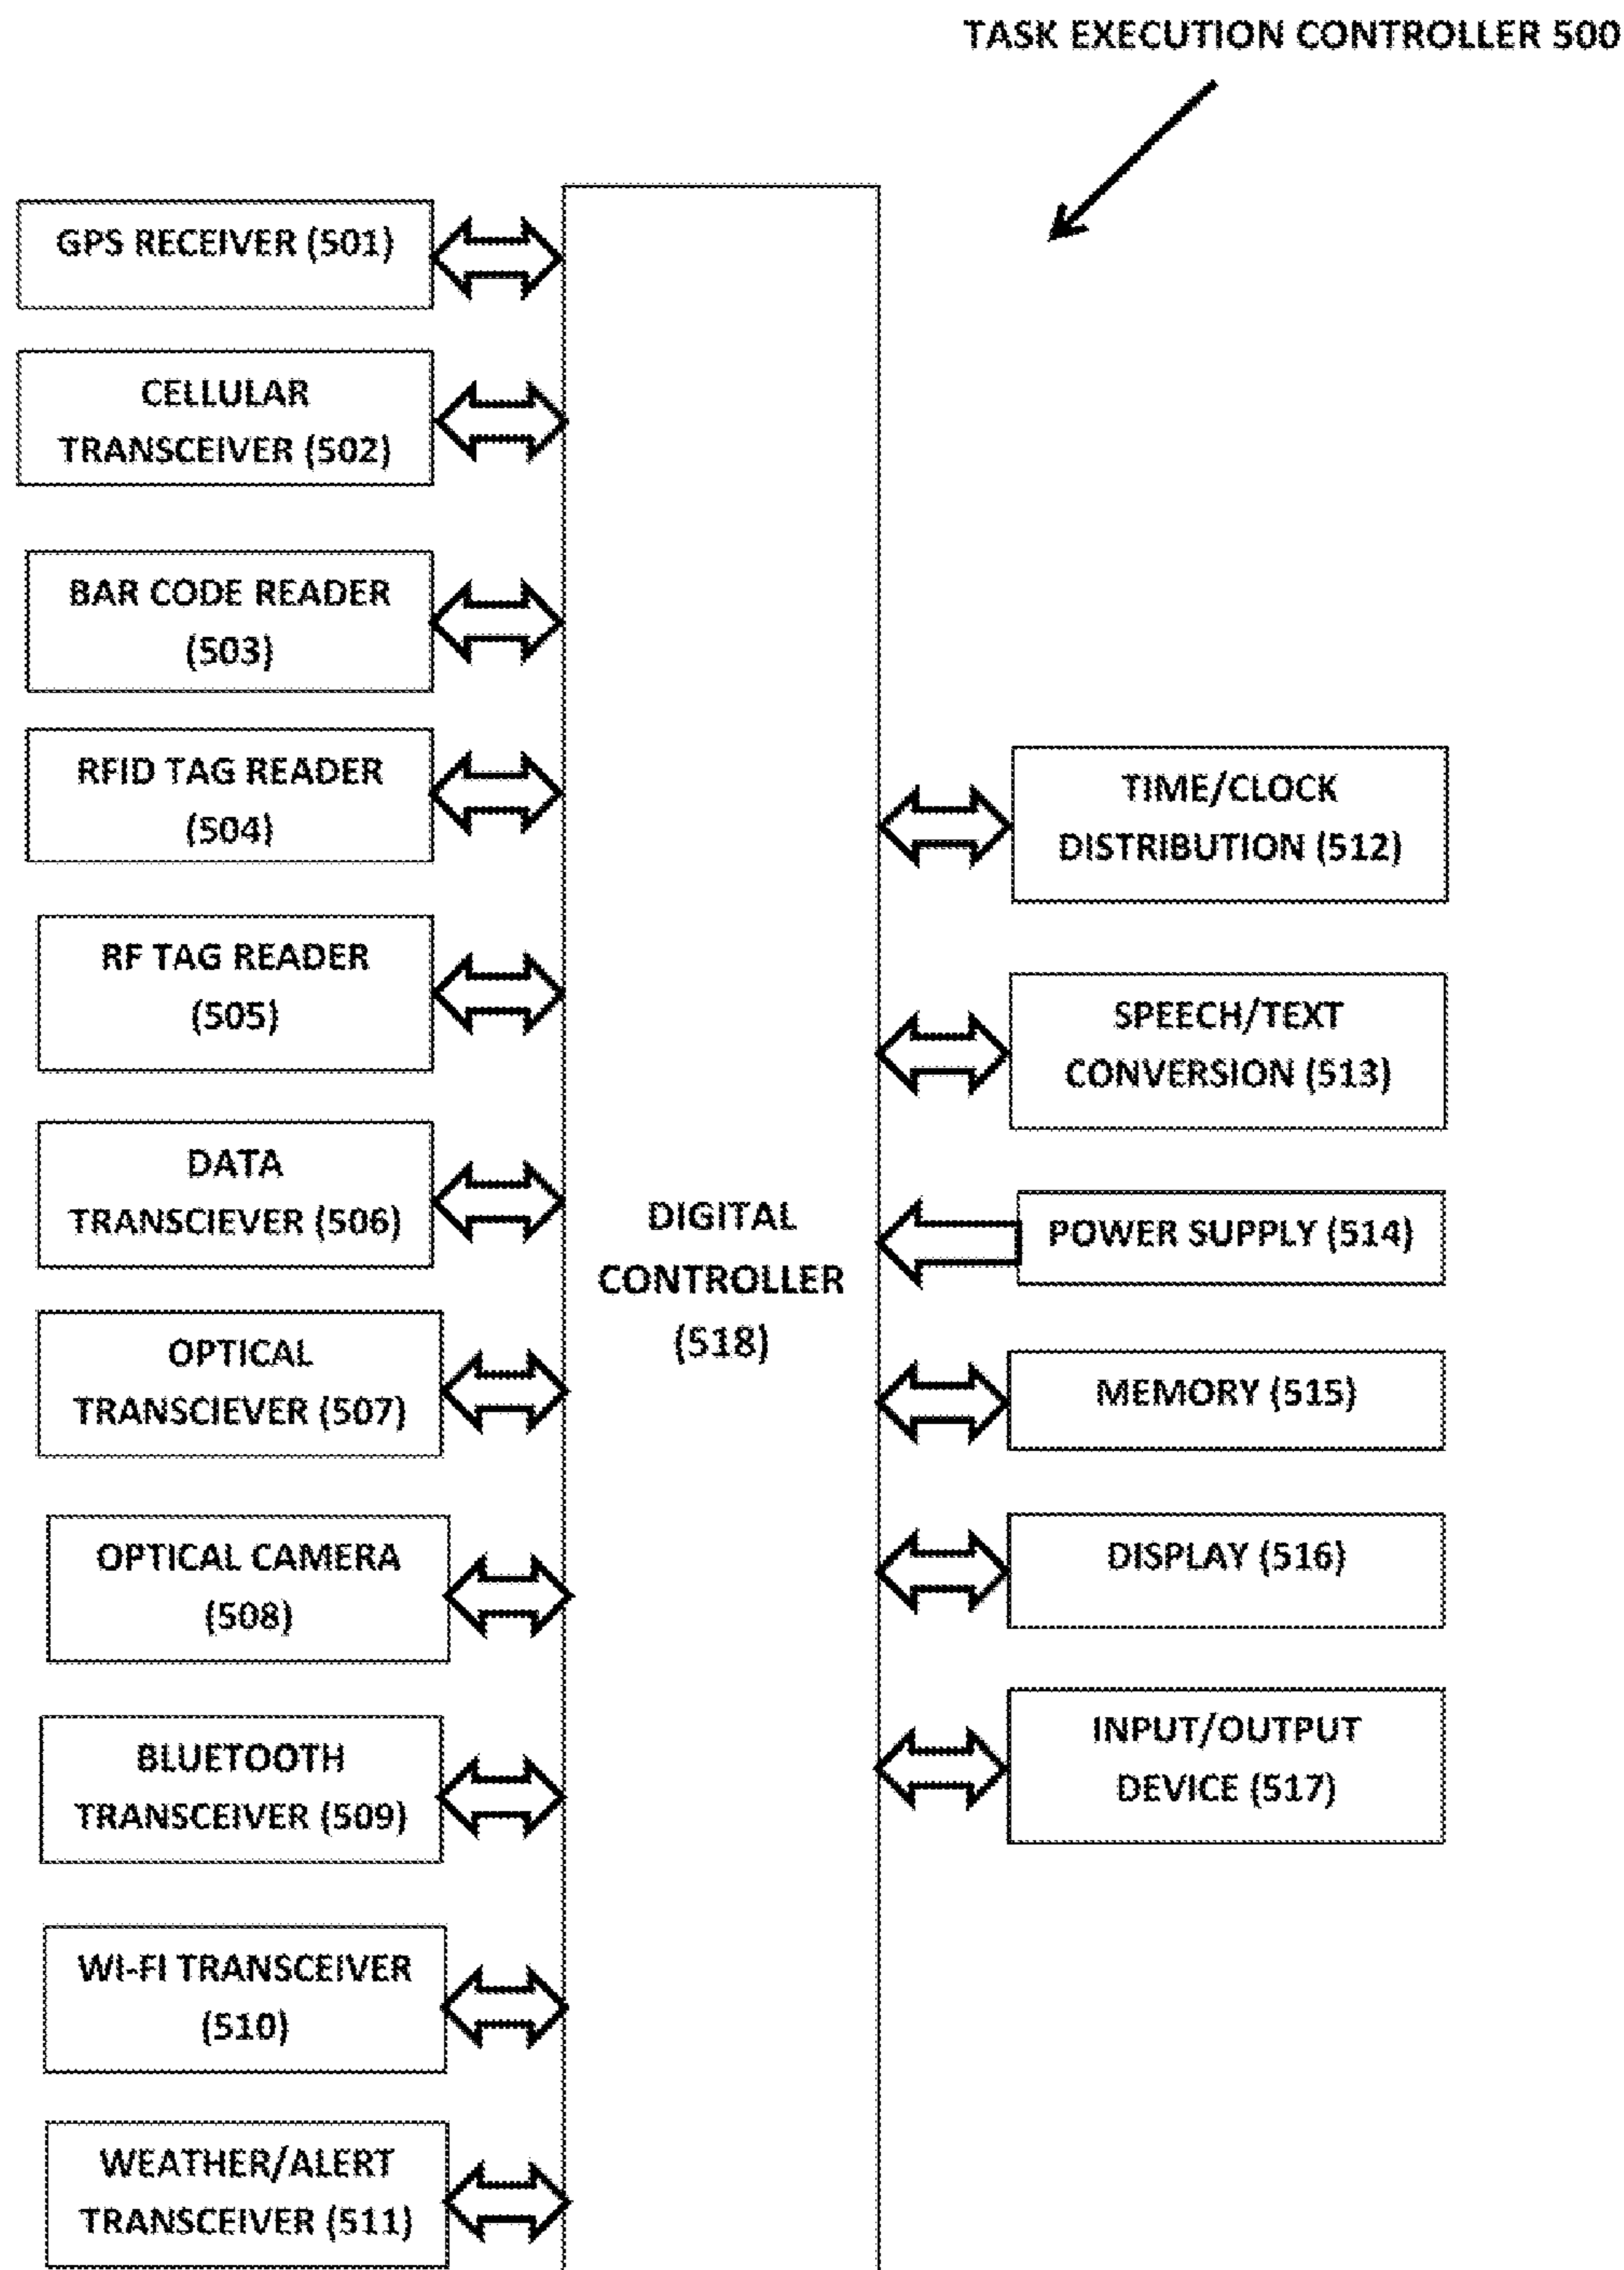 TASK EXECUTION CONTROLLER 500
GPS RECEIVER (501)
CELLULAR
TRANSCEIVER (502)
BAR CODE READER
(503)
RFID TAG READER
(504)
RF TAG READER
(505)
DATA
TRANSCIEVER (506)
OPTICAL
TRANSCIEVER (507)
OPTICAL CAMERA
(508)
BLUETOOTH
TRANSCEIVER (509)
WI-FI TRANSCEIVER
(510)
WEATHER/ALERT
TRANSCEIVER (511)
DIGITAL
CONTROLLER
(518)
TIME/CLOCK
DISTRIBUTION (512)
SPEECH/TEXT
CONVERSION (513)
POWER SUPPLY (514)
MEMORY (515)
DISPLAY (516)
INPUT/OUTPUT
DEVICE (517)